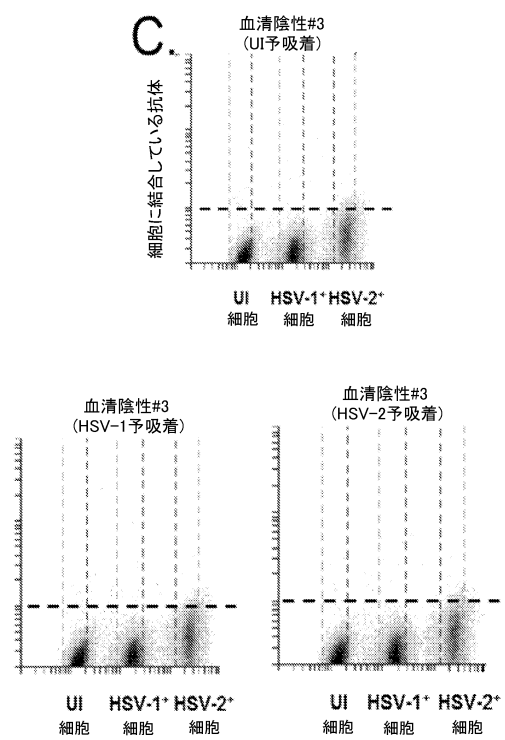 C.
血清陰性#3
(UI予吸着)
細胞に結合している抗体
UI HSV-1+ HSV-2+
細胞 細胞 細胞
血清陰性#3
(HSV-1予吸着)
UI HSV-1+ HSV-2+
細胞 細胞 細胞
血清陰性#3
(HSV-2予吸着)
UI HSV-1+ HSV-2+
細胞 細胞 細胞